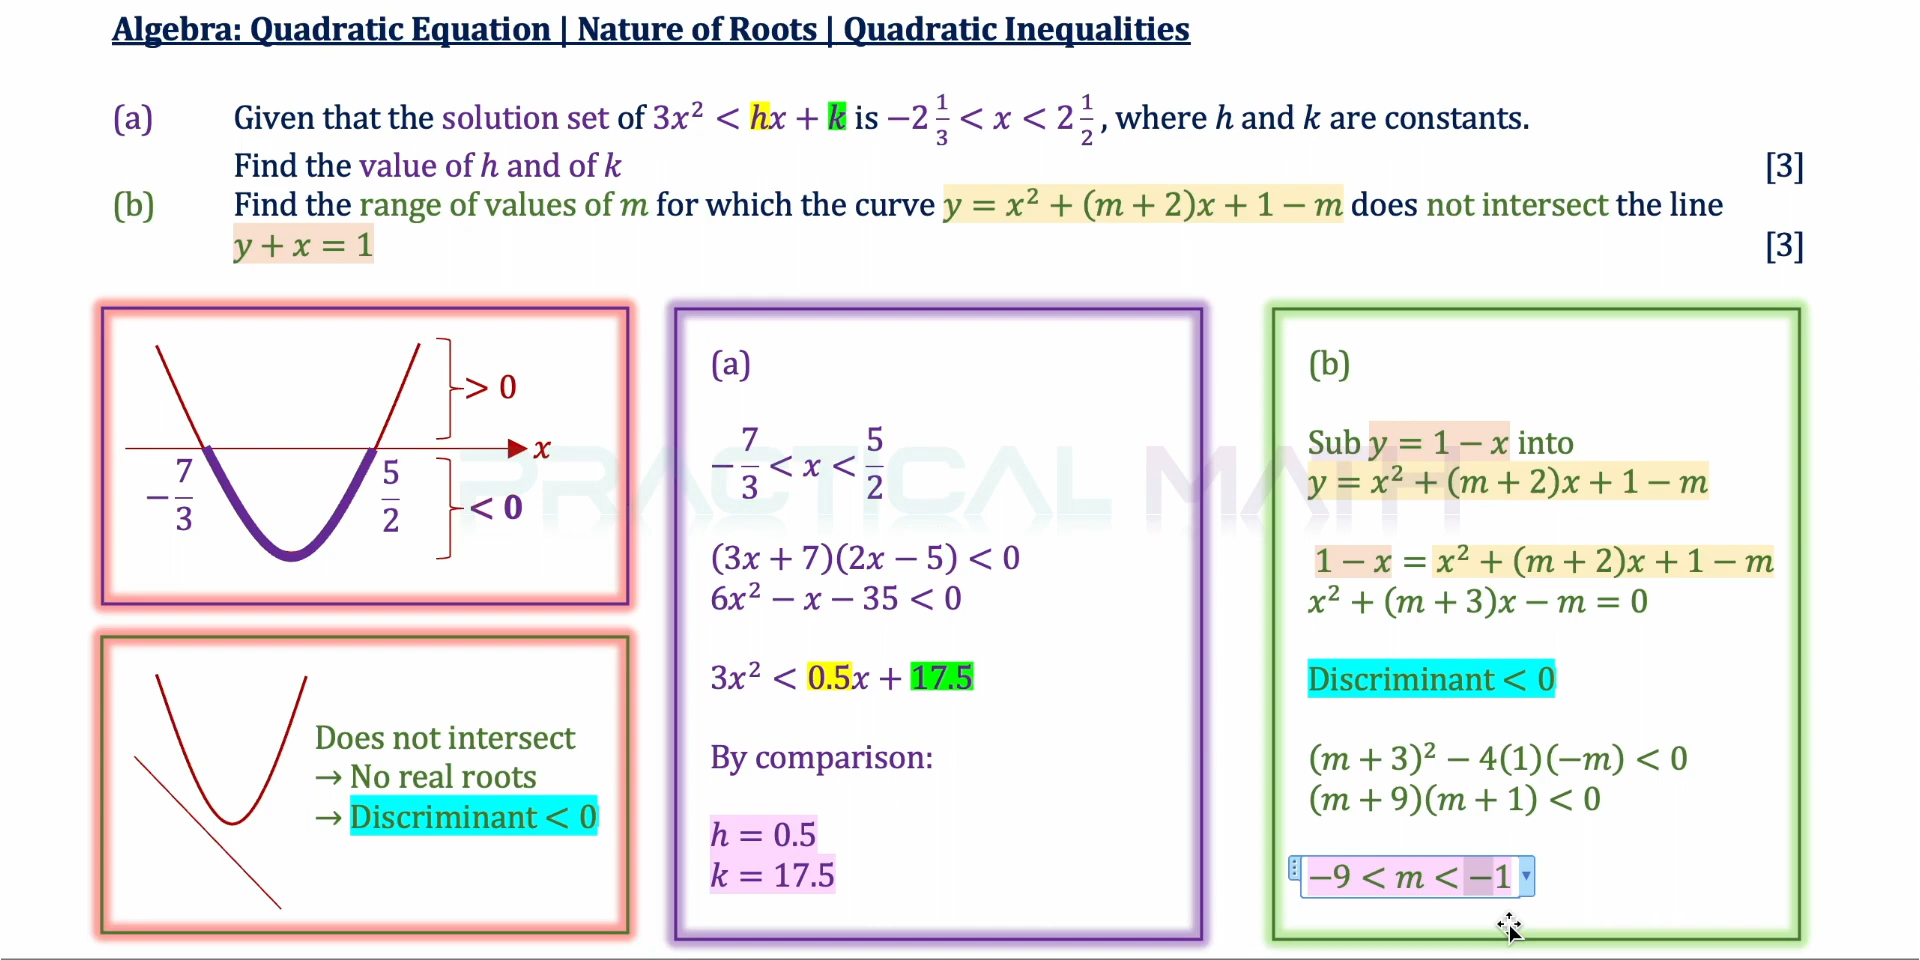 Algebra: Quadratic Equation | Nature of Roots | Quadratic Inequalities
(a) Given that the solution set of 3x² < hx + k is −2 1/3 < x < 2 1/2, where h and k are constants.
Find the value of h and of k [3]
(b) Find the range of values of m for which the curve y = x² + (m + 2)x + 1 − m does not intersect the line
y + x = 1 [3]
> 0
x
−7/3
5/2
< 0
Does not intersect
→ No real roots
→ Discriminant < 0
(a)
−7/3 < x < 5/2
(3x + 7)(2x − 5) < 0
6x² − x − 35 < 0
3x² < 0.5x + 17.5
By comparison:
h = 0.5
k = 17.5
(b)
Sub y = 1 − x into
y = x² + (m + 2)x + 1 − m
1 − x = x² + (m + 2)x + 1 − m
x² + (m + 3)x − m = 0
Discriminant < 0
(m + 3)² − 4(1)(−m) < 0
(m + 9)(m + 1) < 0
−9 < m < −1
PRACTICAL MATH